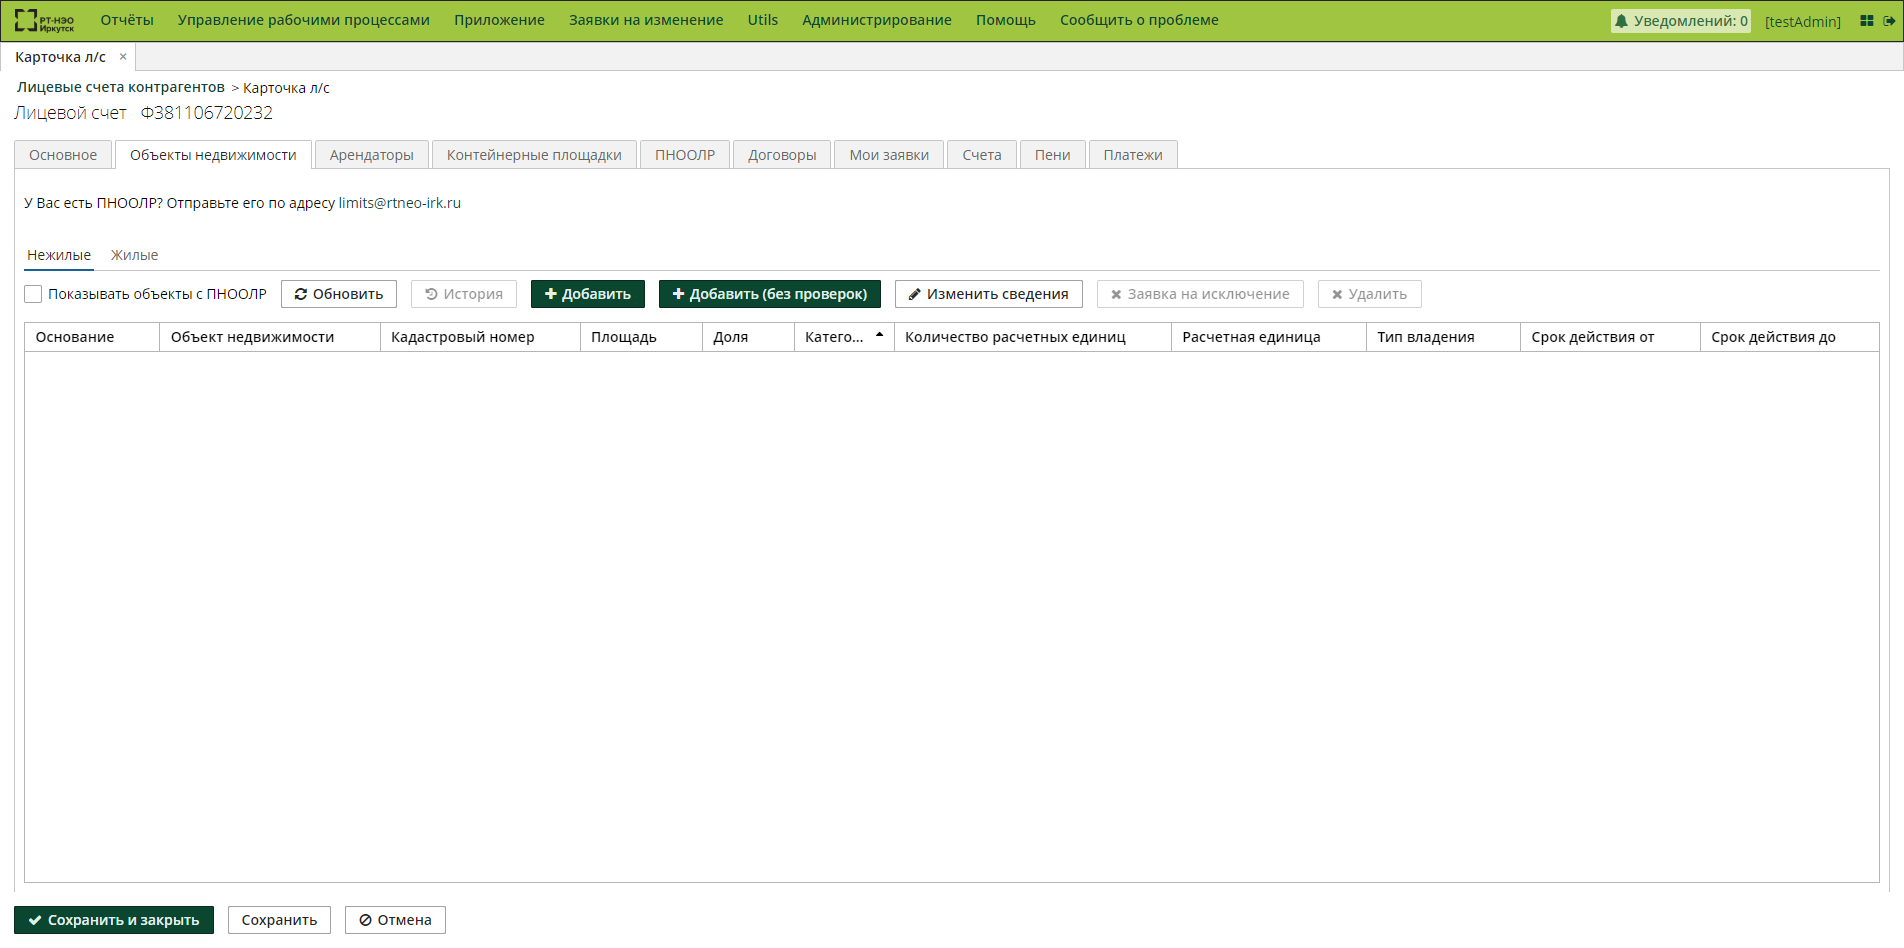 РТ-НЭО Иркутск Отчёты Управление рабочими процессами Приложение Заявки на изменение Utils Администрирование Помощь Сообщить о проблеме Уведомлений: 0 [testAdmin]
Карточка л/с ×
Лицевые счета контрагентов > Карточка л/с
Лицевой счет Ф381106720232
Основное Объекты недвижимости Арендаторы Контейнерные площадки ПНООЛР Договоры Мои заявки Счета Пени Платежи
У Вас есть ПНООЛР? Отправьте его по адресу limits@rtneo-irk.ru
Нежилые Жилые
Показывать объекты с ПНООЛР Обновить История Добавить Добавить (без проверок) Изменить сведения Заявка на исключение Удалить
Основание Объект недвижимости Кадастровый номер Площадь Доля Катего... Количество расчетных единиц Расчетная единица Тип владения Срок действия от Срок действия до
Сохранить и закрыть Сохранить Отмена